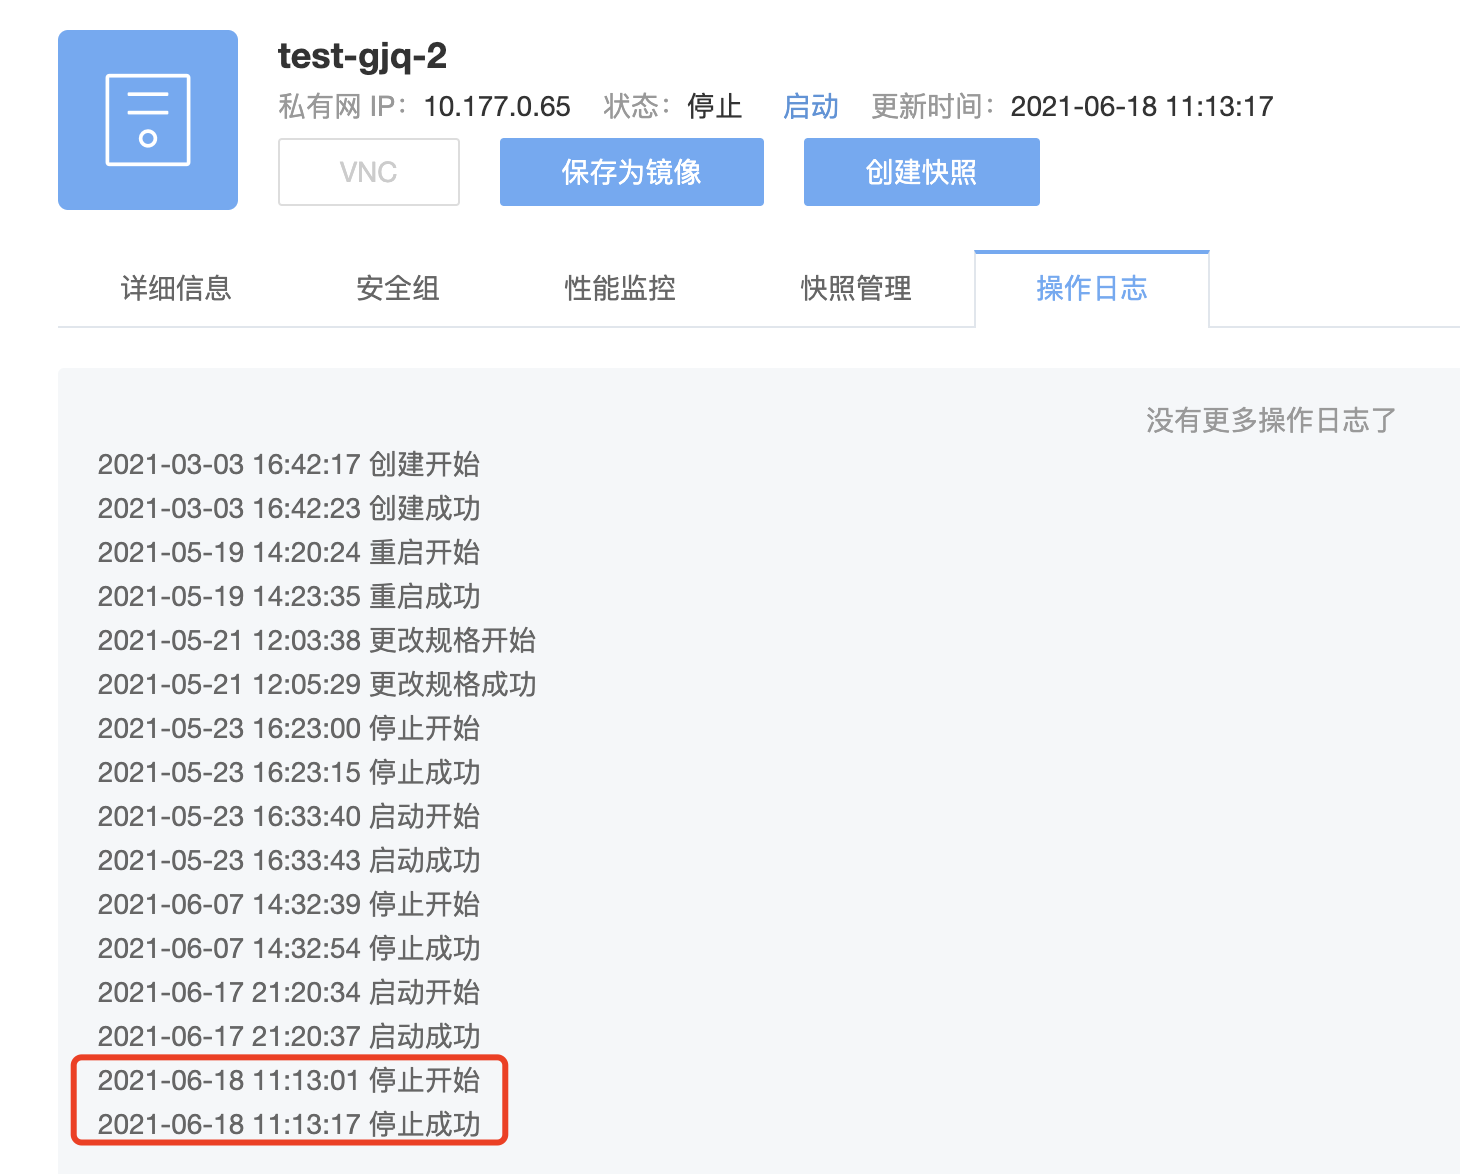 test-gjq-2
私有网 IP： 10.177.0.65 状态： 停止 启动 更新时间： 2021-06-18 11:13:17
VNC 保存为镜像 创建快照
详细信息 安全组 性能监控 快照管理 操作日志
没有更多操作日志了
2021-03-03 16:42:17 创建开始
2021-03-03 16:42:23 创建成功
2021-05-19 14:20:24 重启开始
2021-05-19 14:23:35 重启成功
2021-05-21 12:03:38 更改规格开始
2021-05-21 12:05:29 更改规格成功
2021-05-23 16:23:00 停止开始
2021-05-23 16:23:15 停止成功
2021-05-23 16:33:40 启动开始
2021-05-23 16:33:43 启动成功
2021-06-07 14:32:39 停止开始
2021-06-07 14:32:54 停止成功
2021-06-17 21:20:34 启动开始
2021-06-17 21:20:37 启动成功
2021-06-18 11:13:01 停止开始
2021-06-18 11:13:17 停止成功